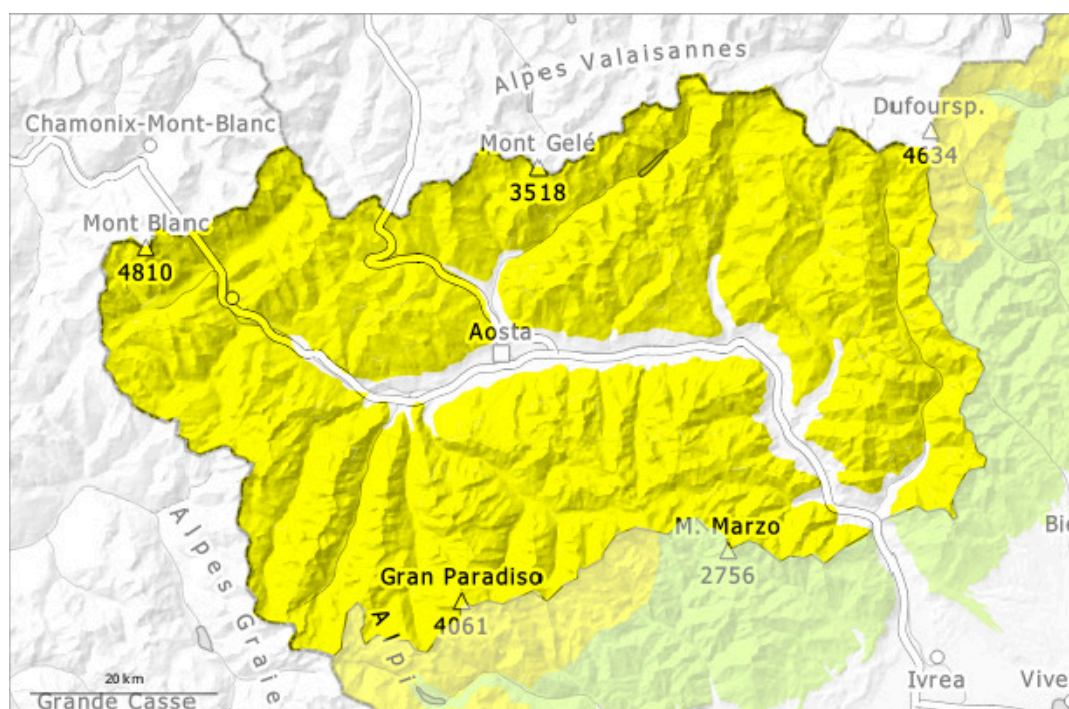 Alpes Valaisannes
Dufoursp.
4634
Chamonix-Mont-Blanc
Mont Gelé
3518
Mont Blanc
4810
Aosta
M. Marzo
2756
Gran Paradiso
4061
Alpes Graie
Alpi
Bie
20 km
Grande Casse
Ivrea
Vive